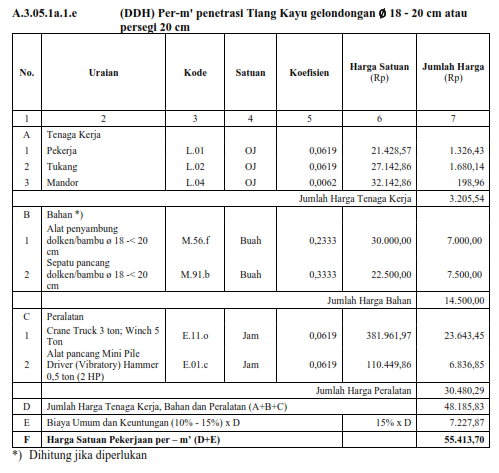 A.3.05.1a.1.e (DDH) Per-m' penetrasi Tiang Kayu gelondongan Ø 18 - 20 cm atau
persegi 20 cm
No. Uraian Kode Satuan Koefisien Harga Satuan (Rp) Jumlah Harga (Rp)
1 2 3 4 5 6 7
A Tenaga Kerja
1 Pekerja L.01 OJ 0,0619 21.428,57 1.326,43
2 Tukang L.02 OJ 0,0619 27.142,86 1.680,14
3 Mandor L.04 OJ 0,0062 32.142,86 198,96
Jumlah Harga Tenaga Kerja 3.205,54
B Bahan *)
Alat penyambung
1 dolken/bambu ø 18 -< 20 M.56.f Buah 0,2333 30.000,00 7.000,00
cm
Sepatu pancang
2 dolken/bambu ø 18 -< 20 M.91.b Buah 0,3333 22.500,00 7.500,00
cm
Jumlah Harga Bahan 14.500,00
C Peralatan
1 Crane Truck 3 ton; Winch 5 E.11.o Jam 0,0619 381.961,97 23.643,45
Ton
Alat pancang Mini Pile
2 Driver (Vibratory) Hammer E.01.c Jam 0,0619 110.449,86 6.836,85
0,5 ton (2 HP)
Jumlah Harga Peralatan 30.480,29
D Jumlah Harga Tenaga Kerja, Bahan dan Peralatan (A+B+C) 48.185,83
E Biaya Umum dan Keuntungan (10% - 15%) x D 15% x D 7.227,87
F Harga Satuan Pekerjaan per – m’ (D+E) 55.413,70
*) Dihitung jika diperlukan